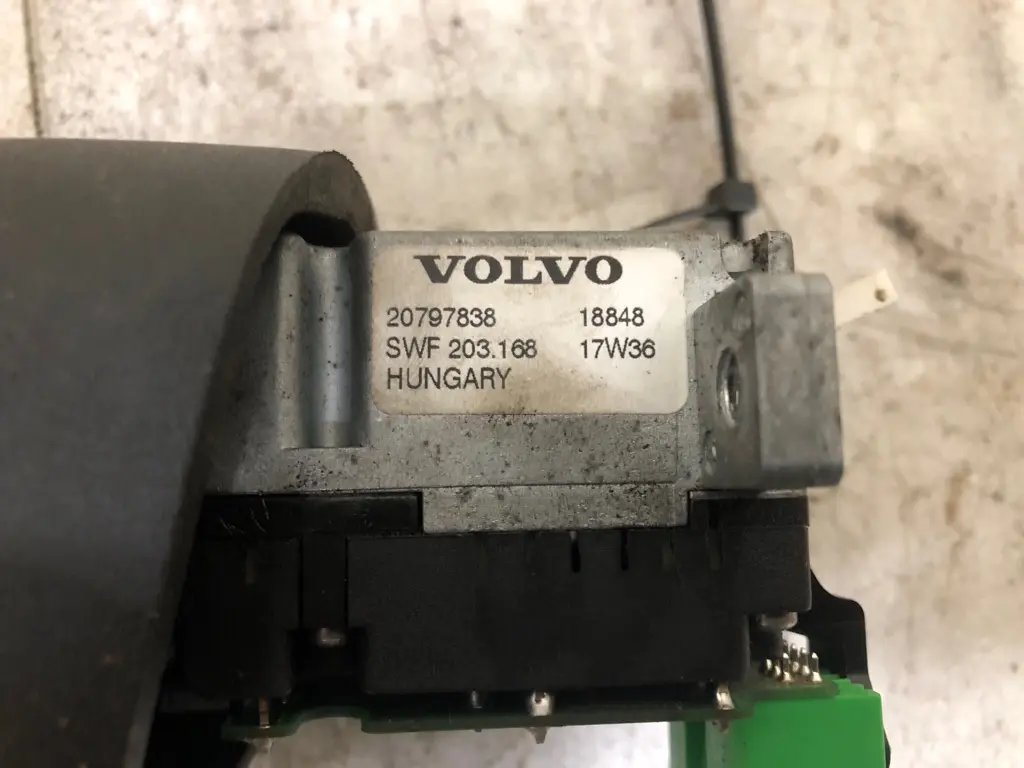 VOLVO
20797838 18848
SWF 203.168 17W36
HUNGARY